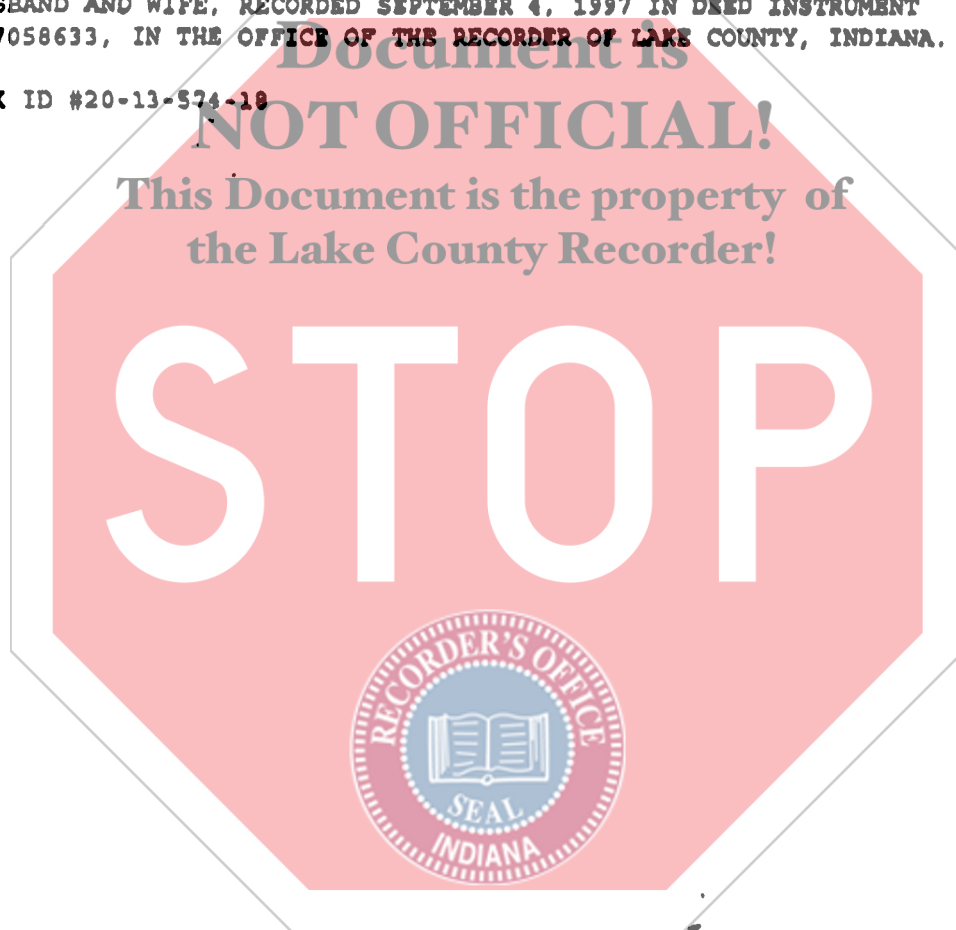 BAND AND WIFE, RECORDED SEPTEMBER 4, 1997 IN DEED INSTRUMENT
7058633, IN THE OFFICE OF THE RECORDER OF LAKE COUNTY, INDIANA.
ID #20-13-574-18
Document is
NOT OFFICIAL!
This Document is the property of
the Lake County Recorder!
STOP
RECORDER'S OFFICE
SEAL
INDIANA